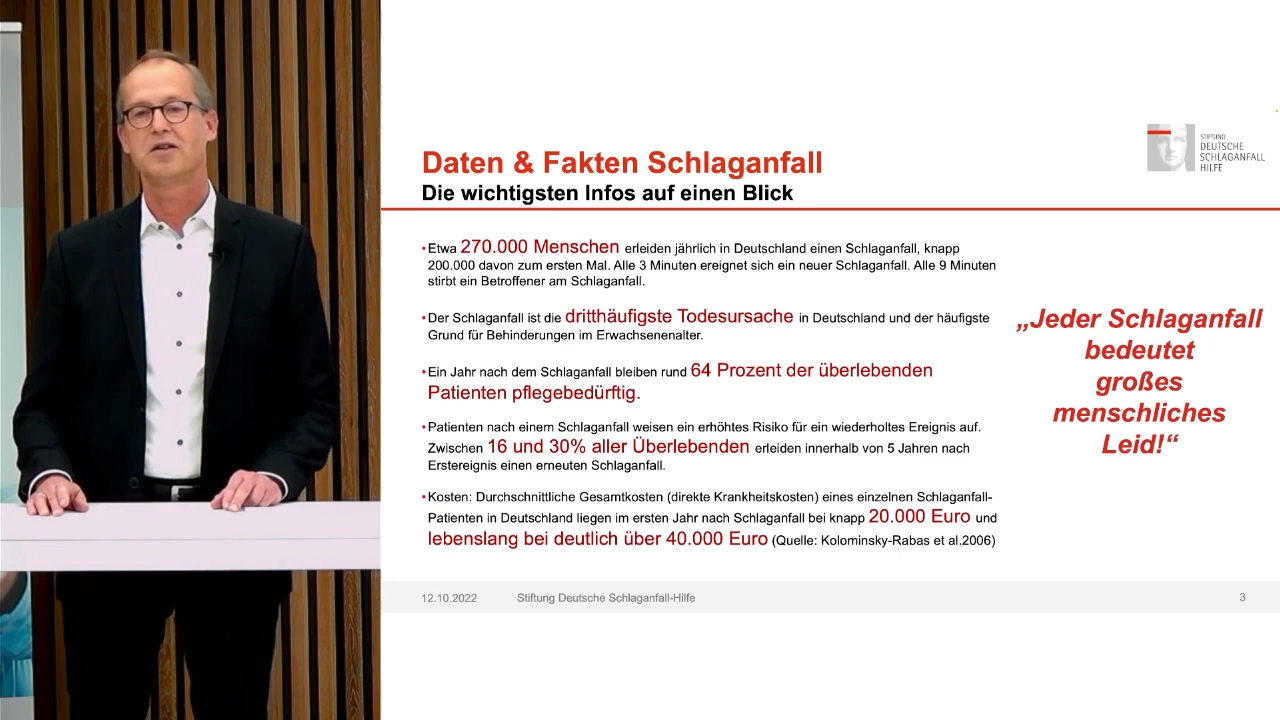 STIFTUNG
DEUTSCHE
SCHLAGANFALL
HILFE
Daten & Fakten Schlaganfall
Die wichtigsten Infos auf einen Blick
•Etwa 270.000 Menschen erleiden jährlich in Deutschland einen Schlaganfall, knapp
200.000 davon zum ersten Mal. Alle 3 Minuten ereignet sich ein neuer Schlaganfall. Alle 9 Minuten
stirbt ein Betroffener am Schlaganfall.
•Der Schlaganfall ist die dritthäufigste Todesursache in Deutschland und der häufigste
Grund für Behinderungen im Erwachsenenalter.
•Ein Jahr nach dem Schlaganfall bleiben rund 64 Prozent der überlebenden
Patienten pflegebedürftig.
•Patienten nach einem Schlaganfall weisen ein erhöhtes Risiko für ein wiederholtes Ereignis auf.
Zwischen 16 und 30% aller Überlebenden erleiden innerhalb von 5 Jahren nach
Erstereignis einen erneuten Schlaganfall.
•Kosten: Durchschnittliche Gesamtkosten (direkte Krankheitskosten) eines einzelnen Schlaganfall-
Patienten in Deutschland liegen im ersten Jahr nach Schlaganfall bei knapp 20.000 Euro und
lebenslang bei deutlich über 40.000 Euro (Quelle: Kolominsky-Rabas et al.2006)
„Jeder Schlaganfall
bedeutet
großes
menschliches
Leid!“
12.10.2022
Stiftung Deutsche Schlaganfall-Hilfe
3